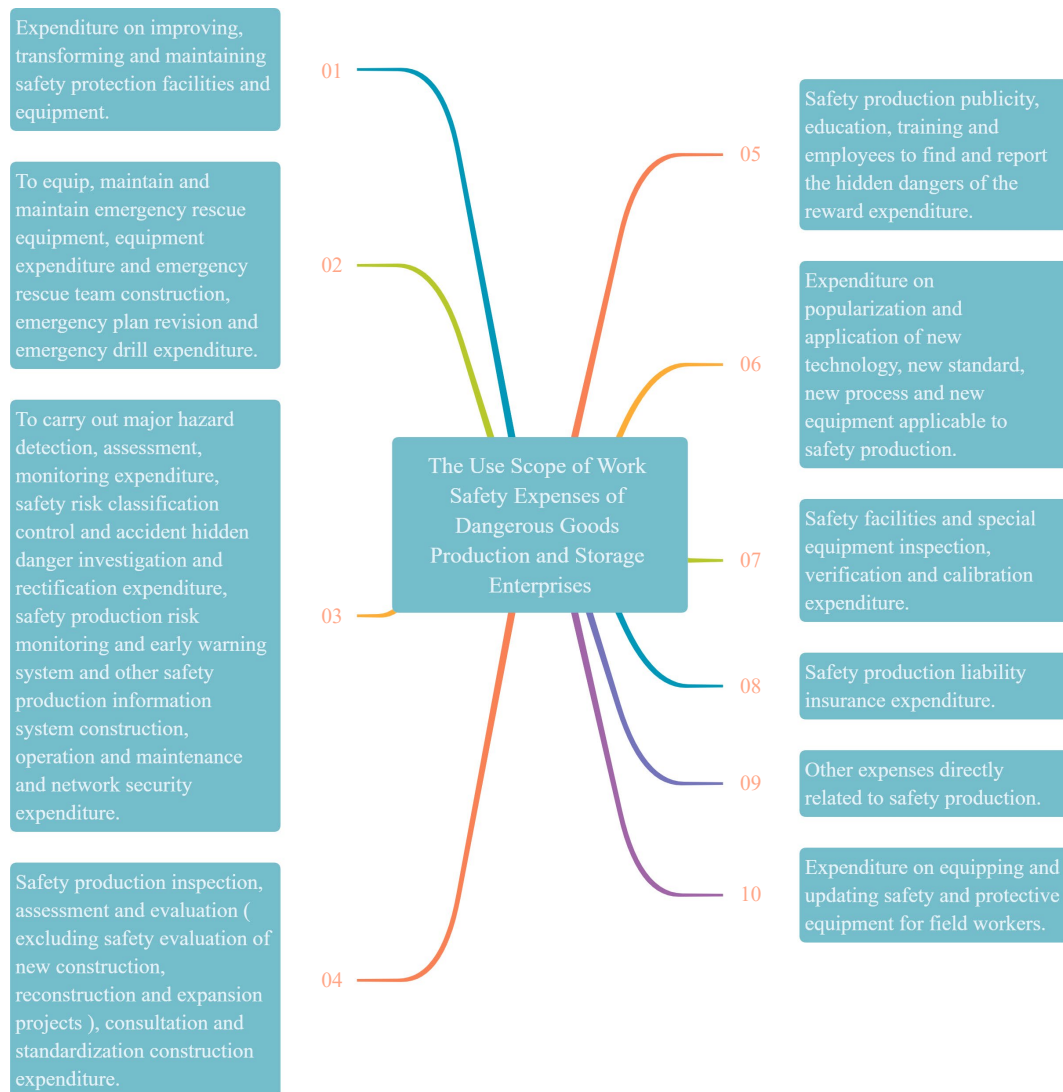 Expenditure on improving,
transforming and maintaining
safety protection facilities and
equipment.
01
To equip, maintain and
maintain emergency rescue
equipment, equipment
expenditure and emergency
rescue team construction,
emergency plan revision and
emergency drill expenditure.
02
To carry out major hazard
detection, assessment,
monitoring expenditure,
safety risk classification
control and accident hidden
danger investigation and
rectification expenditure,
safety production risk
monitoring and early warning
system and other safety
production information
system construction,
operation and maintenance
and network security
expenditure.
03
Safety production inspection,
assessment and evaluation (
excluding safety evaluation of
new construction,
reconstruction and expansion
projects ), consultation and
standardization construction
expenditure.
04
The Use Scope of Work
Safety Expenses of
Dangerous Goods
Production and Storage
Enterprises
05
Safety production publicity,
education, training and
employees to find and report
the hidden dangers of the
reward expenditure.
06
Expenditure on
popularization and
application of new
technology, new standard,
new process and new
equipment applicable to
safety production.
07
Safety facilities and special
equipment inspection,
verification and calibration
expenditure.
08
Safety production liability
insurance expenditure.
09
Other expenses directly
related to safety production.
10
Expenditure on equipping and
updating safety and protective
equipment for field workers.